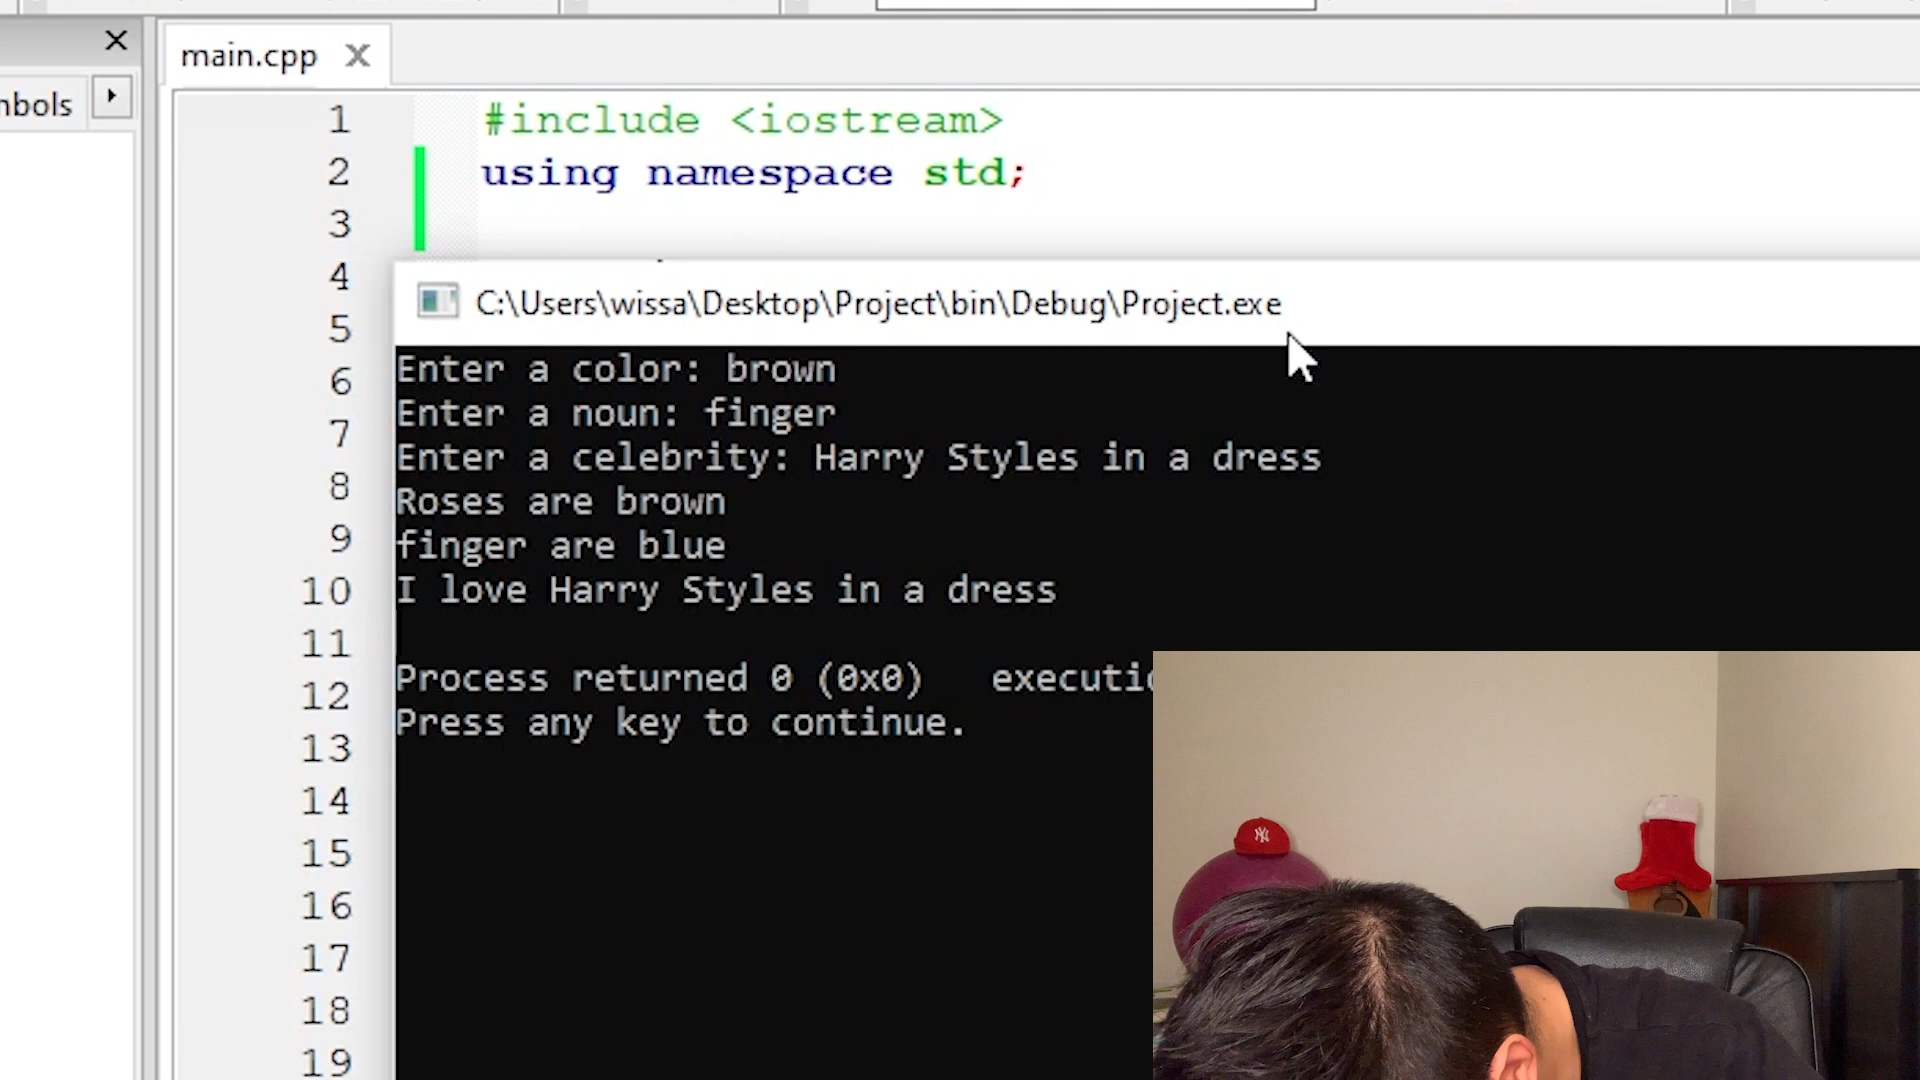 main.cpp
mbols
1 #include <iostream>
2 using namespace std;
3
4
5
6
7
8
9
10
11
12
13
14
15
16
17
18
19
C:\Users\wissa\Desktop\Project\bin\Debug\Project.exe
Enter a color: brown
Enter a noun: finger
Enter a celebrity: Harry Styles in a dress
Roses are brown
finger are blue
I love Harry Styles in a dress
Process returned 0 (0x0)   executio
Press any key to continue.
NY